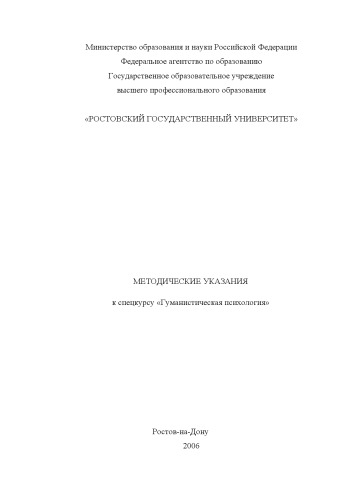 Министерство образования и науки Российской Федерации
Федеральное агентство по образованию
Государственное образовательное учреждение
высшего профессионального образования
«РОСТОВСКИЙ ГОСУДАРСТВЕННЫЙ УНИВЕРСИТЕТ»
МЕТОДИЧЕСКИЕ УКАЗАНИЯ
к спецкурсу «Гуманистическая психология»
Ростов-на-Дону
2006